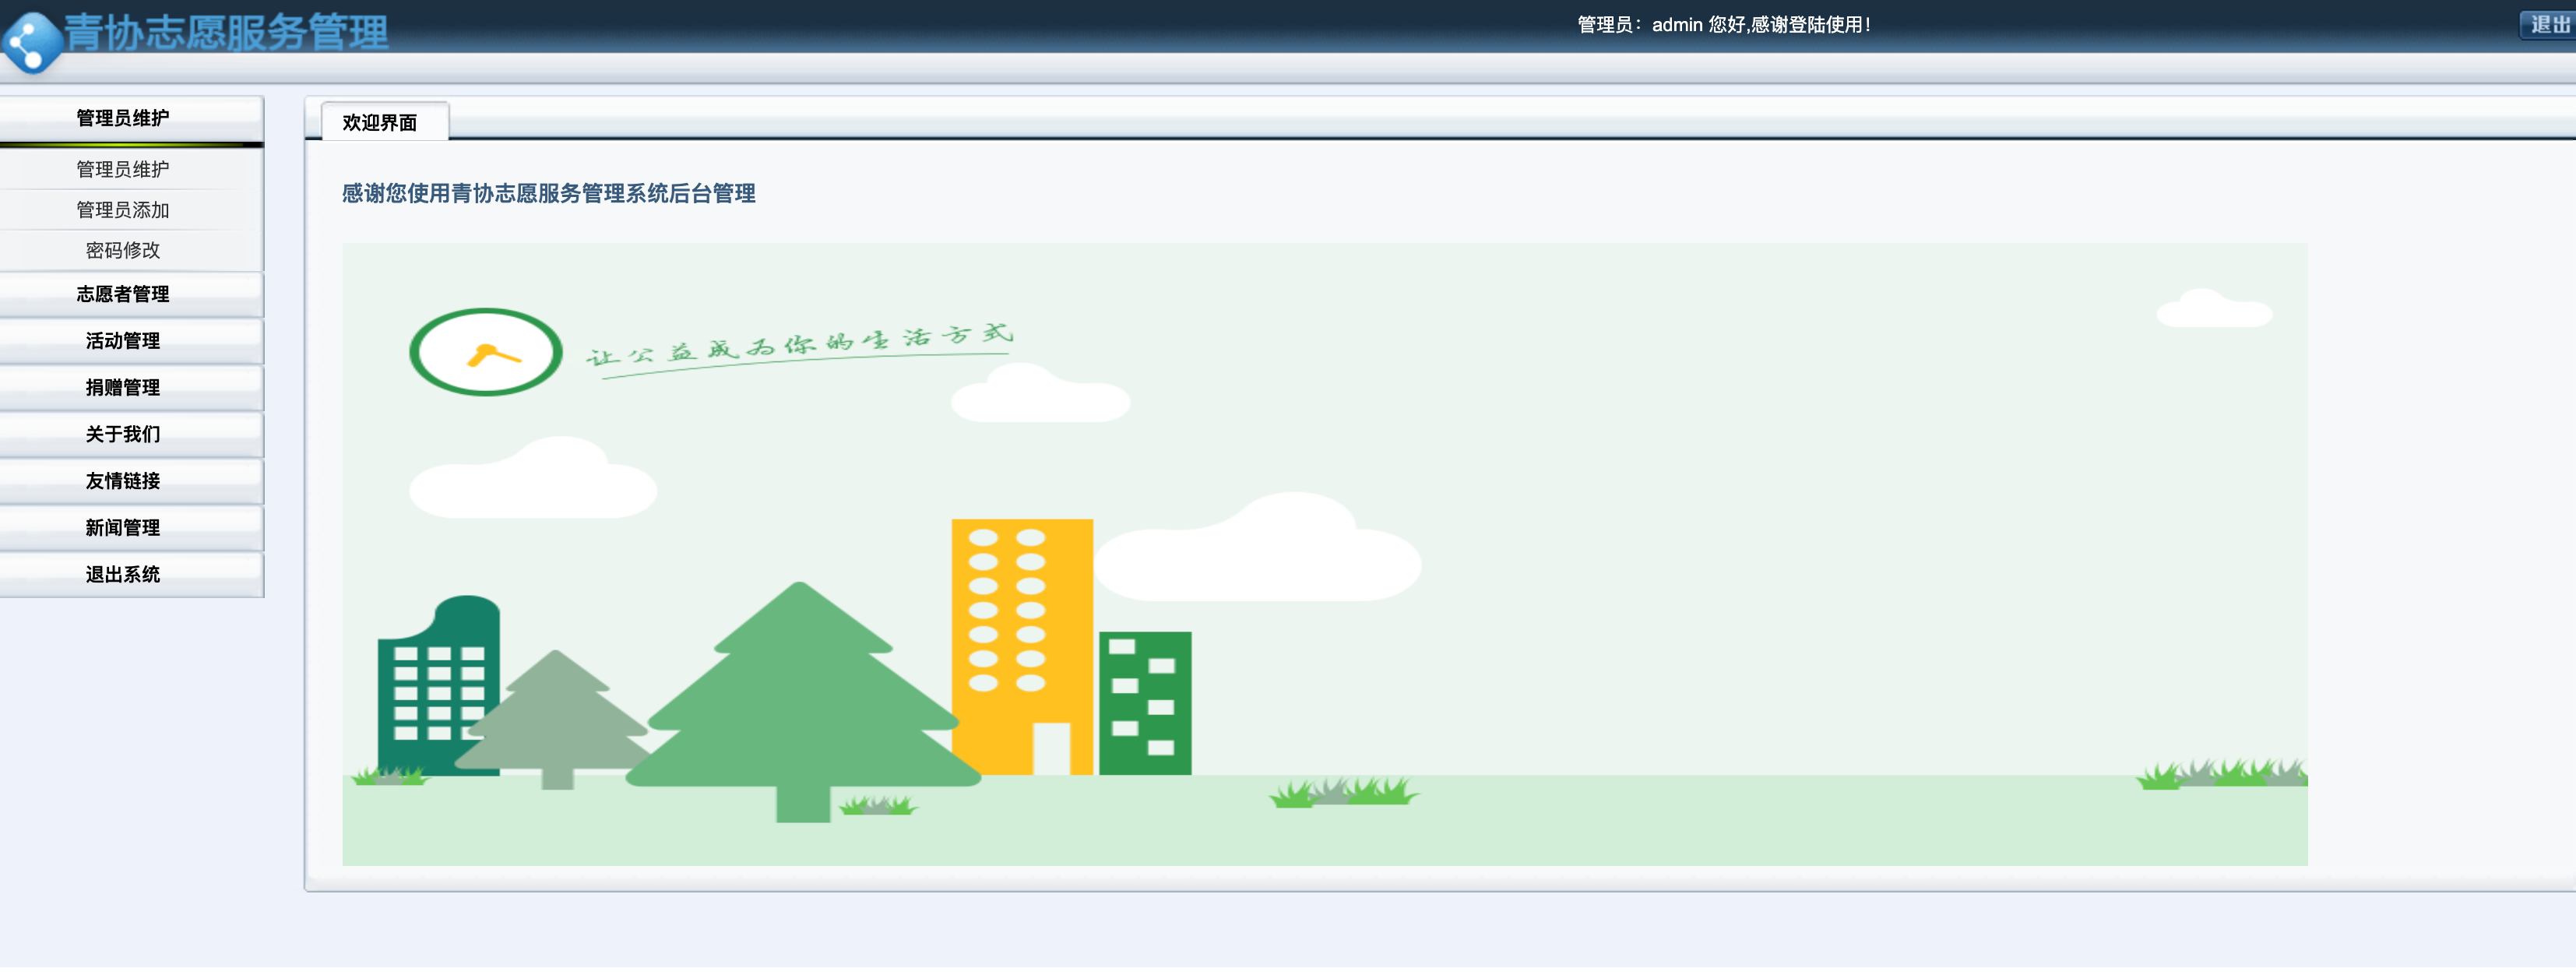 青协志愿服务管理
管理员：admin 您好,感谢登陆使用!
退出
管理员维护
管理员维护
管理员添加
密码修改
志愿者管理
活动管理
捐赠管理
关于我们
友情链接
新闻管理
退出系统
欢迎界面
感谢您使用青协志愿服务管理系统后台管理
让公益成为你的生活方式